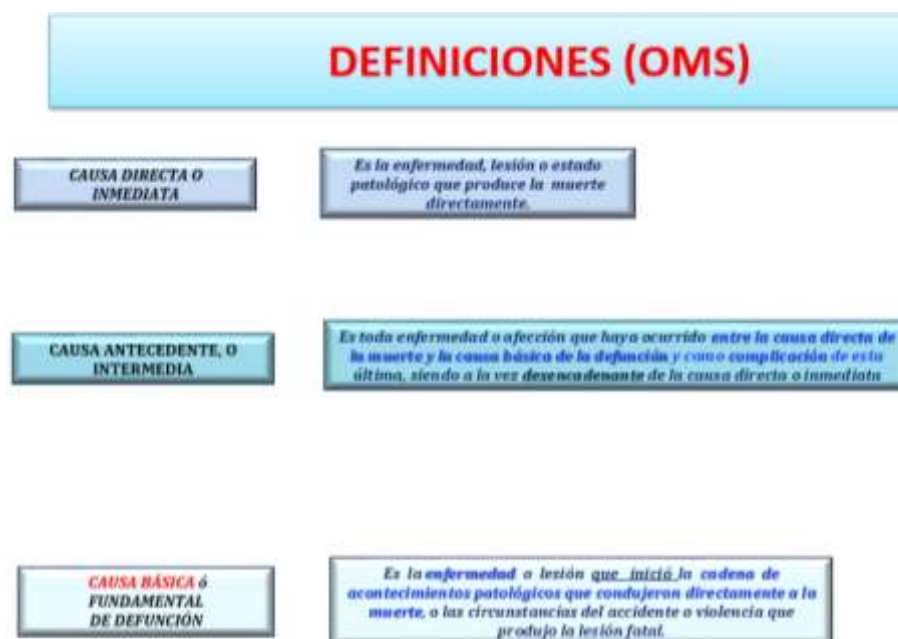 DEFINICIONES (OMS)
CAUSA DIRECTA O
INMEDIATA
Es la enfermedad, lesión o estado
patológico que produce la muerte
directamente.
CAUSA ANTECEDENTE, O
INTERMEDIA
Es toda enfermedad o afección que haya ocurrido entre la causa directa de
la muerte y la causa básica de la defunción y como complicación de esta
última, siendo a la vez desencadenante de la causa directa o inmediata
CAUSA BÁSICA ó
FUNDAMENTAL
DE DEFUNCIÓN
Es la enfermedad o lesión que inició la cadena de
acontecimientos patológicos que condujeron directamente a la
muerte, o las circunstancias del accidente o violencia que
produjo la lesión fatal.